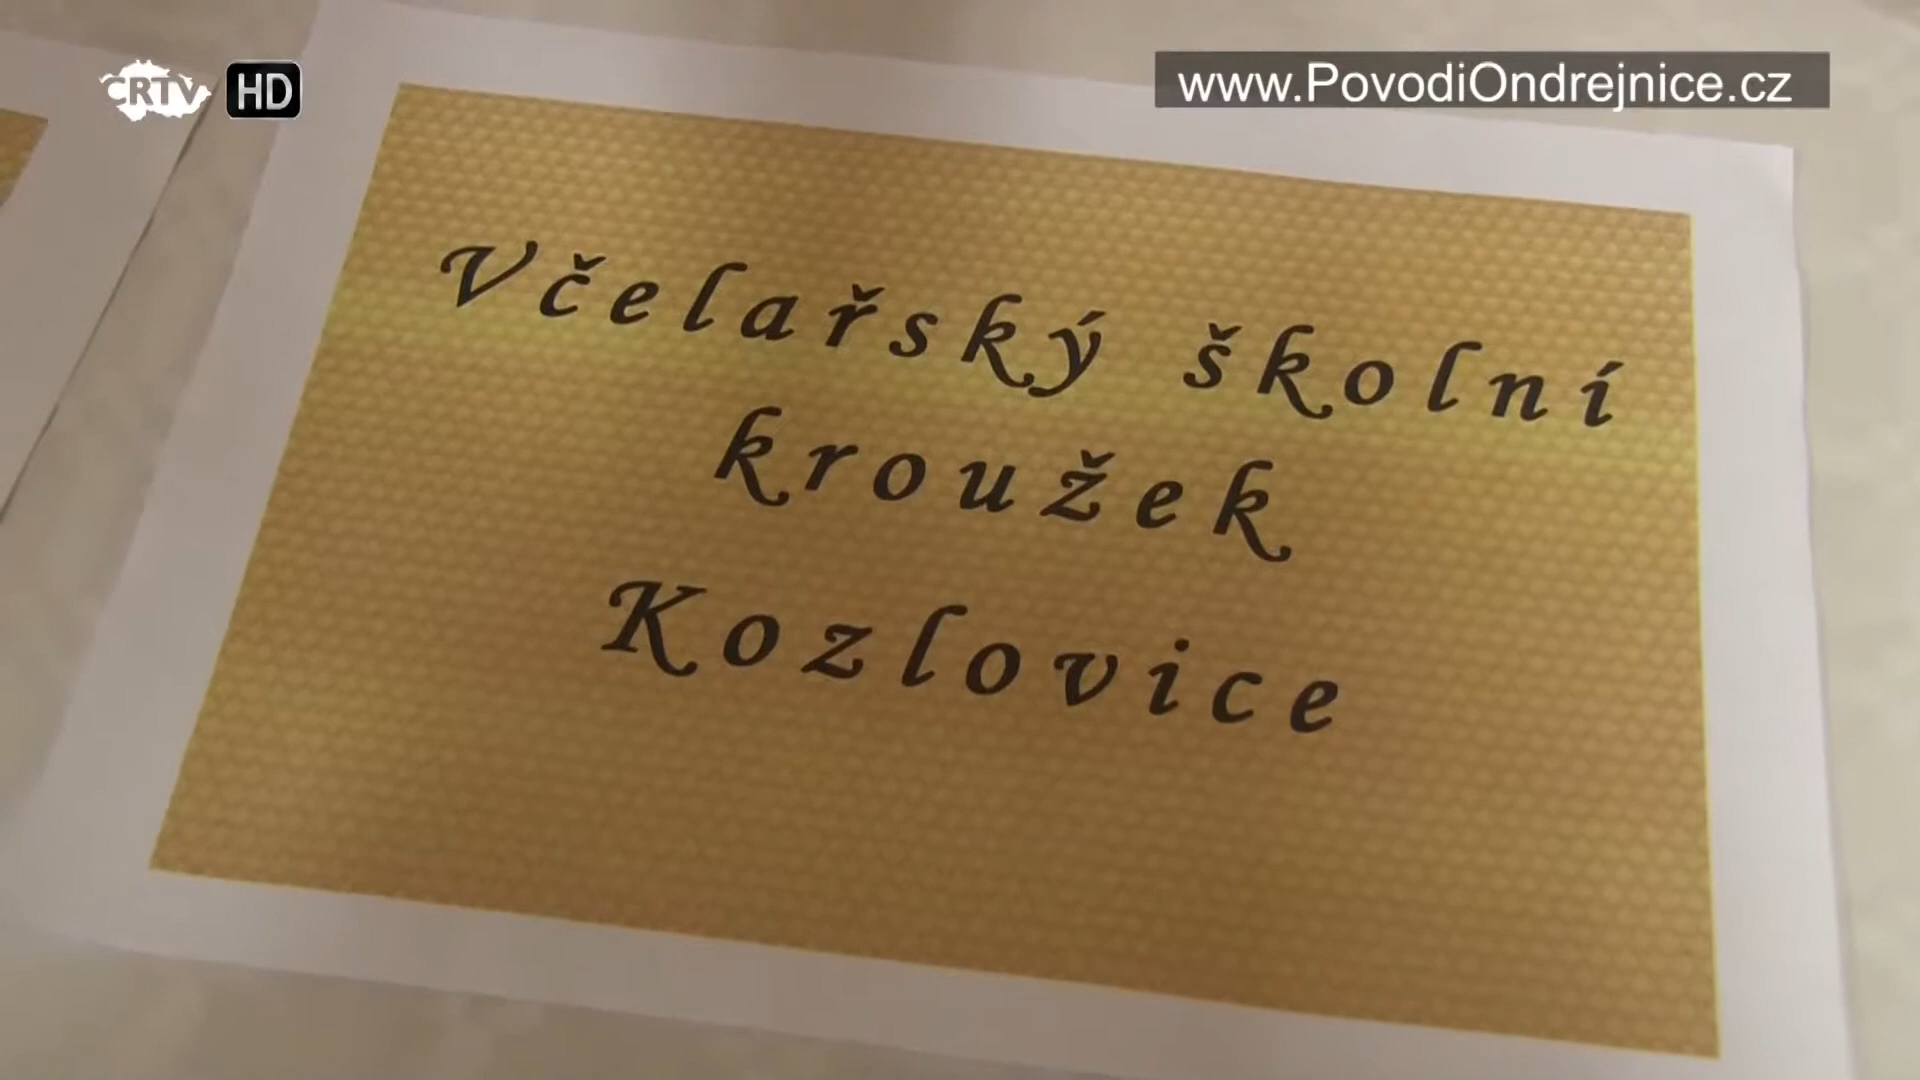 CRTV HD
www.PovodiOndrejnice.cz
Včelařský školní
kroužek
Kozlovice